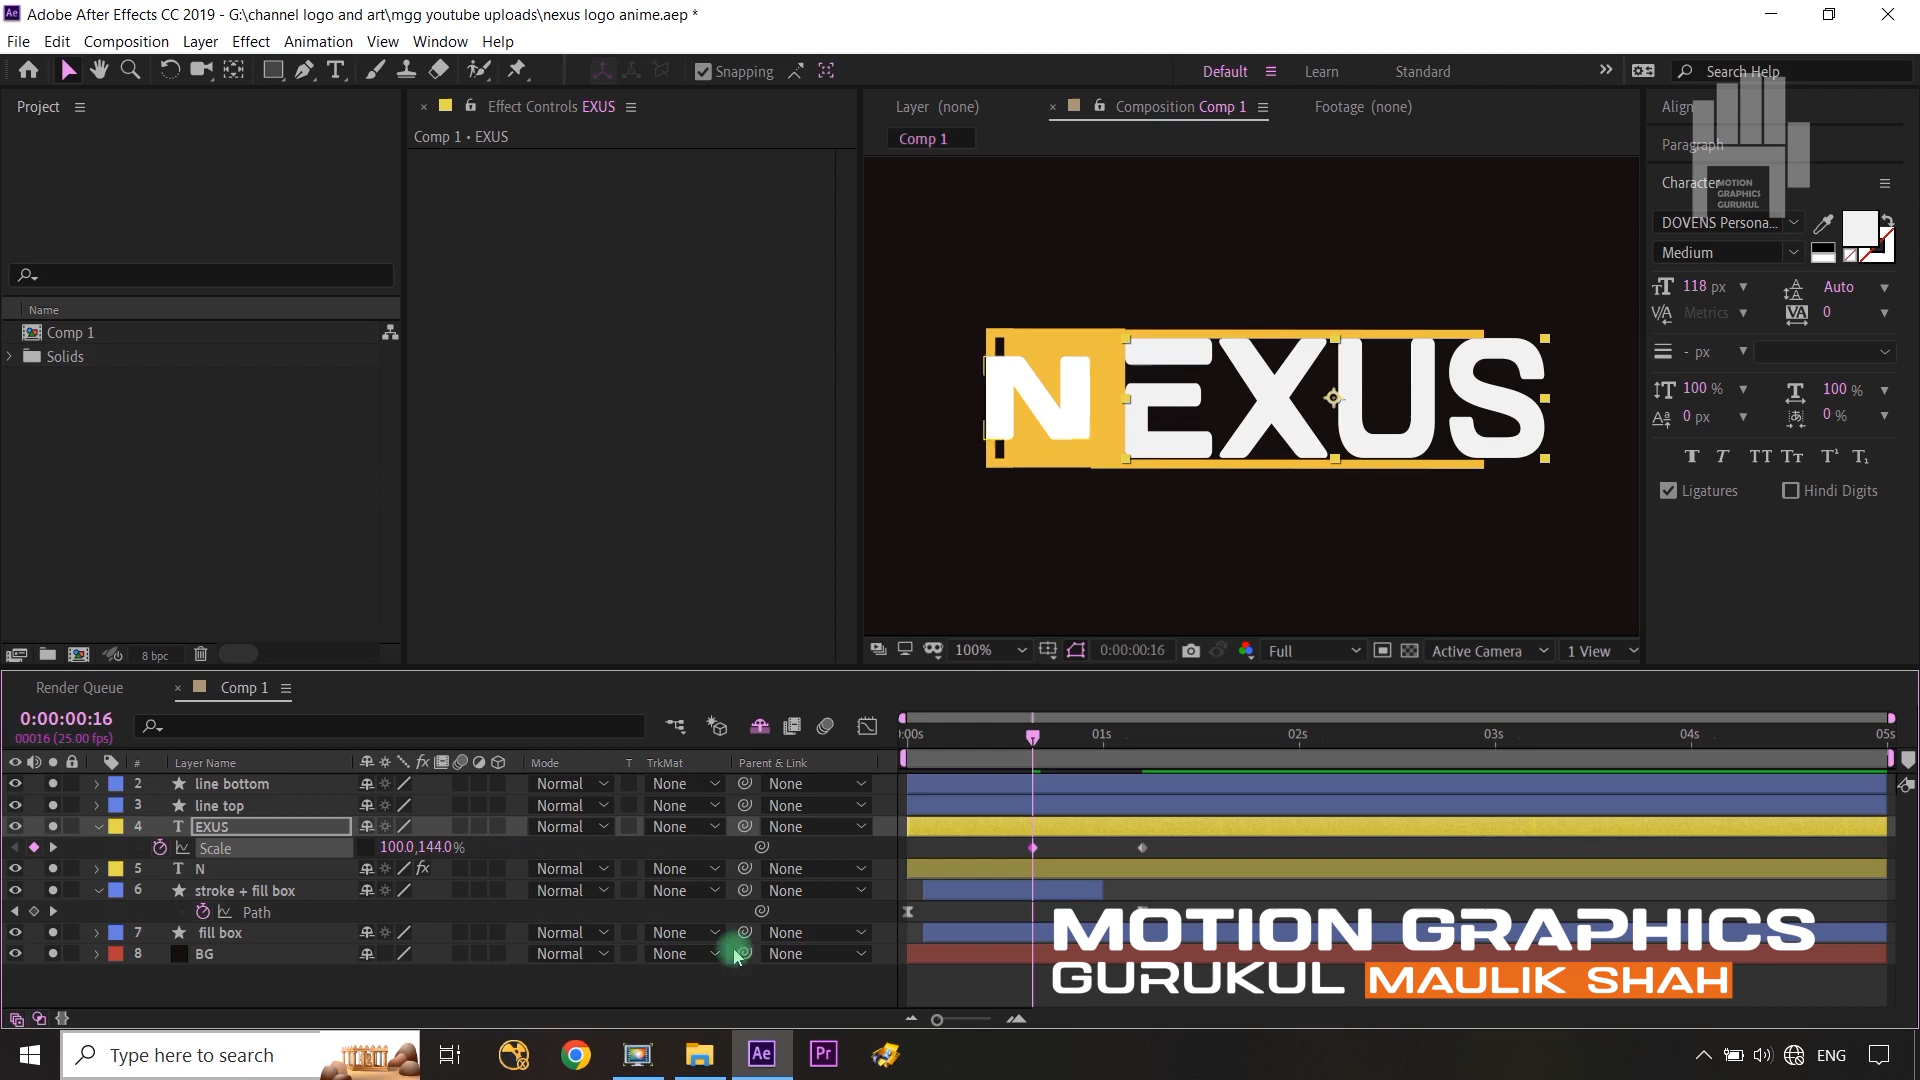 Adobe After Effects CC 2019 - G:\channel logo and art\mgg youtube uploads\nexus logo anime.aep *
File Edit Composition Layer Effect Animation View Window Help
Snapping
Default
Learn
Standard
Search Help
Project
Effect Controls EXUS
Layer (none)
Composition Comp 1
Footage (none)
Align
Comp 1 • EXUS
Comp 1
Paragraph
Character
MOTION
GRAPHICS
GURUKUL
DOVENS Persona...
Medium
118 px
Auto
Metrics
0
- px
100 %
100 %
0 px
0 %
Ligatures
Hindi Digits
Name
Comp 1
Solids
NEXUS
8 bpc
100%
0:00:00:16
Full
Active Camera
1 View
Render Queue
Comp 1
0:00:00:16
00016 (25.00 fps)
:00s 01s 02s 03s 04s 05s
# Layer Name Mode T TrkMat Parent & Link
2 line bottom Normal None None
3 line top Normal None None
4 T EXUS Normal None None
Scale 100.0,144.0%
5 T N fx Normal None None
6 stroke + fill box Normal None None
Path
7 fill box Normal None None
8 BG Normal None None
MOTION GRAPHICS
GURUKUL MAULIK SHAH
Type here to search
Ae
Pr
ENG